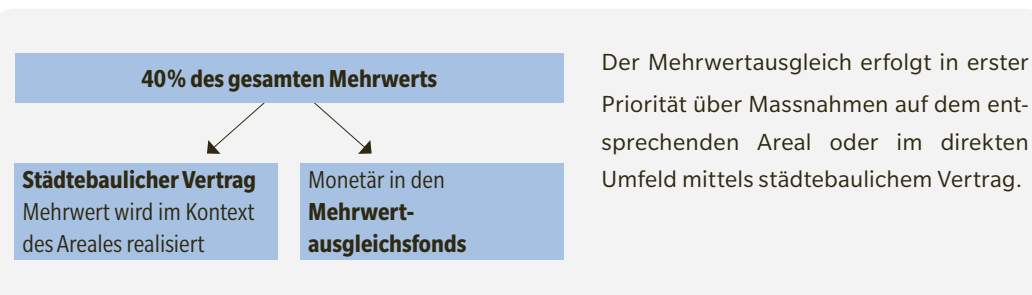 40% des gesamten Mehrwerts
Städtebaulicher Vertrag
Mehrwert wird im Kontext
des Areales realisiert
Monetär in den
Mehrwert-
ausgleichsfonds
Der Mehrwertausgleich erfolgt in erster
Priorität über Massnahmen auf dem ent-
sprechenden Areal oder im direkten
Umfeld mittels städtebaulichem Vertrag.